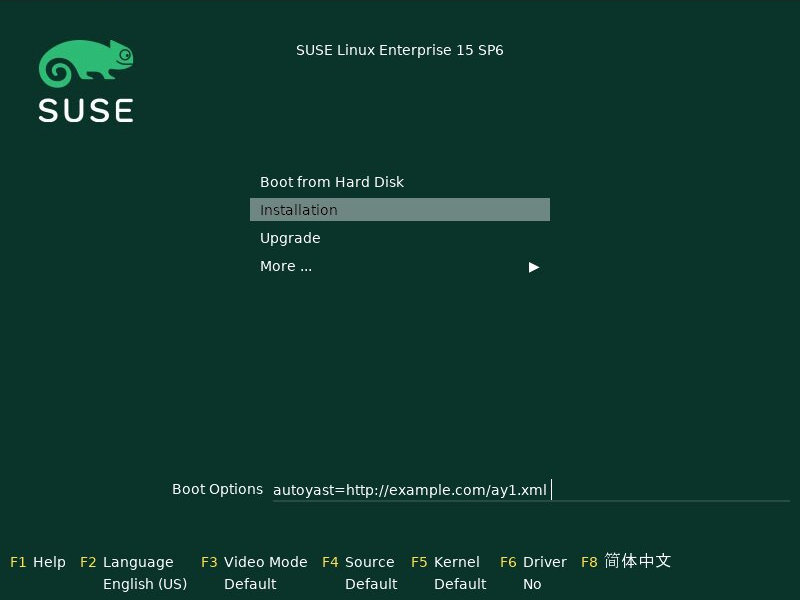 SUSE Linux Enterprise 15 SP6
SUSE
Boot from Hard Disk
Installation
Upgrade
More ...
Boot Options autoyast=http://example.com/ay1.xml
F1 Help F2 Language F3 Video Mode F4 Source F5 Kernel F6 Driver F8 简体中文
English (US) Default Default Default No